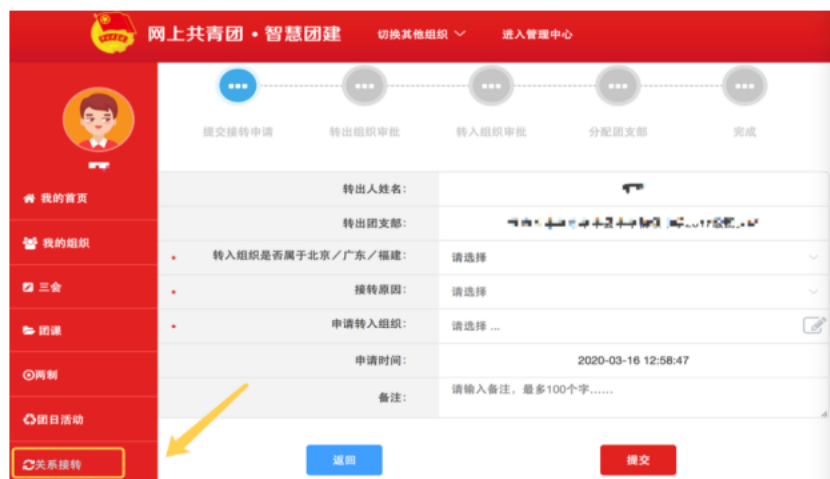 网上共青团·智慧团建 切换其他组织 进入管理中心
提交接转申请 转出组织审批 转入组织审批 分配团支部 完成
我的首页
我的组织
三会
团课
两制
团日活动
关系接转
转出人姓名：
转出团支部：
* 转入组织是否属于北京／广东／福建： 请选择
* 接转原因： 请选择
* 申请转入组织： 请选择 ...
申请时间： 2020-03-16 12:58:47
备注： 请输入备注，最多100个字……
返回 提交